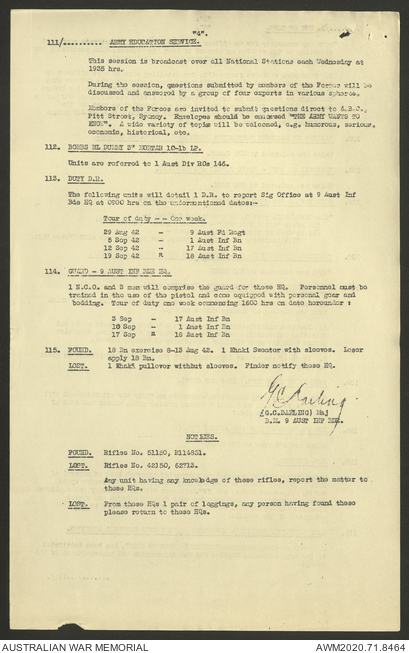 "4".
111/.......... ARMY EDUCATION SERVICE.
This session is broadcast over all National Stations each Wednesday at
1935 hrs.
During the session, questions submitted by members of the Forces will be
discussed and answered by a group of four experts in various spheres.
Members of the Forces are invited to submit questions direct to A.B.C.,
Pitt Street, Sydney. Envelopes should be endorsed "THE ARMY WANTS TO
KNOW". A wide variety of topics will be welcomed, e.g. humorous, serious,
economic, historical, etc.
112. BOMBS ML DUMMY 3" MORTAR 10-lb LP.
Units are referred to 1 Aust Div ROs 146.
113. DUTY D.R.
The following units will detail 1 D.R. to report Sig Office at 9 Aust Inf
Bde HQ at 0900 hrs on the undermentioned dates:-
Tour of duty - - One week.
29 Aug 42 - 9 Aust Fd Regt
5 Sep 42 - 1 Aust Inf Bn
12 Sep 42 - 17 Aust Inf Bn
19 Sep 42 " 18 Aust Inf Bn
114. GUARD - 9 AUST INF BDE HQ.
1 N.C.O. and 3 men will comprise the guard for these HQ. Personnel must be
trained in the use of the pistol and come equipped with personal gear and
bedding. Tour of duty one week commencing 1600 hrs on date hereunder :
3 Sep - 17 Aust Inf Bn
10 Sep - 1 Aust Inf Bn
17 Sep " 18 Aust Inf Bn
115. FOUND. 18 Bn exercise 8-13 Aug 42. 1 Khaki Sweater with sleeves. Loser
apply 18 Bn.
LOST. 1 Khaki pullover without sleeves. Finder notify these HQ.
G C Darling
(G.C.DARLING) Maj
B.M. 9 AUST INF BDE.
NOTICES.
FOUND. Rifles No. 51150, R114851.
LOST. Rifles No. 42150, 62713.
Any unit having any knowledge of these rifles, report the matter to
these HQs.
LOST. From these HQs 1 pair of leggings, any person having found these
please return to these HQs.
AUSTRALIAN WAR MEMORIAL
AWM2020.71.8464